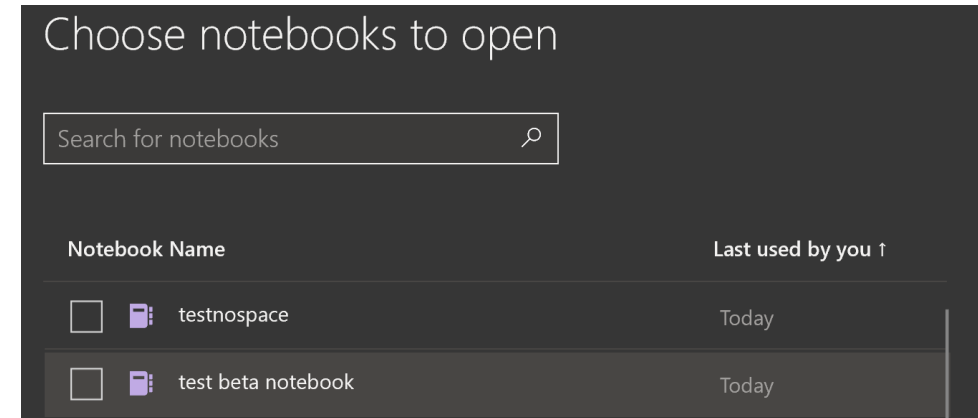 Choose notebooks to open
Search for notebooks
Notebook Name Last used by you ↑
testnospace Today
test beta notebook Today